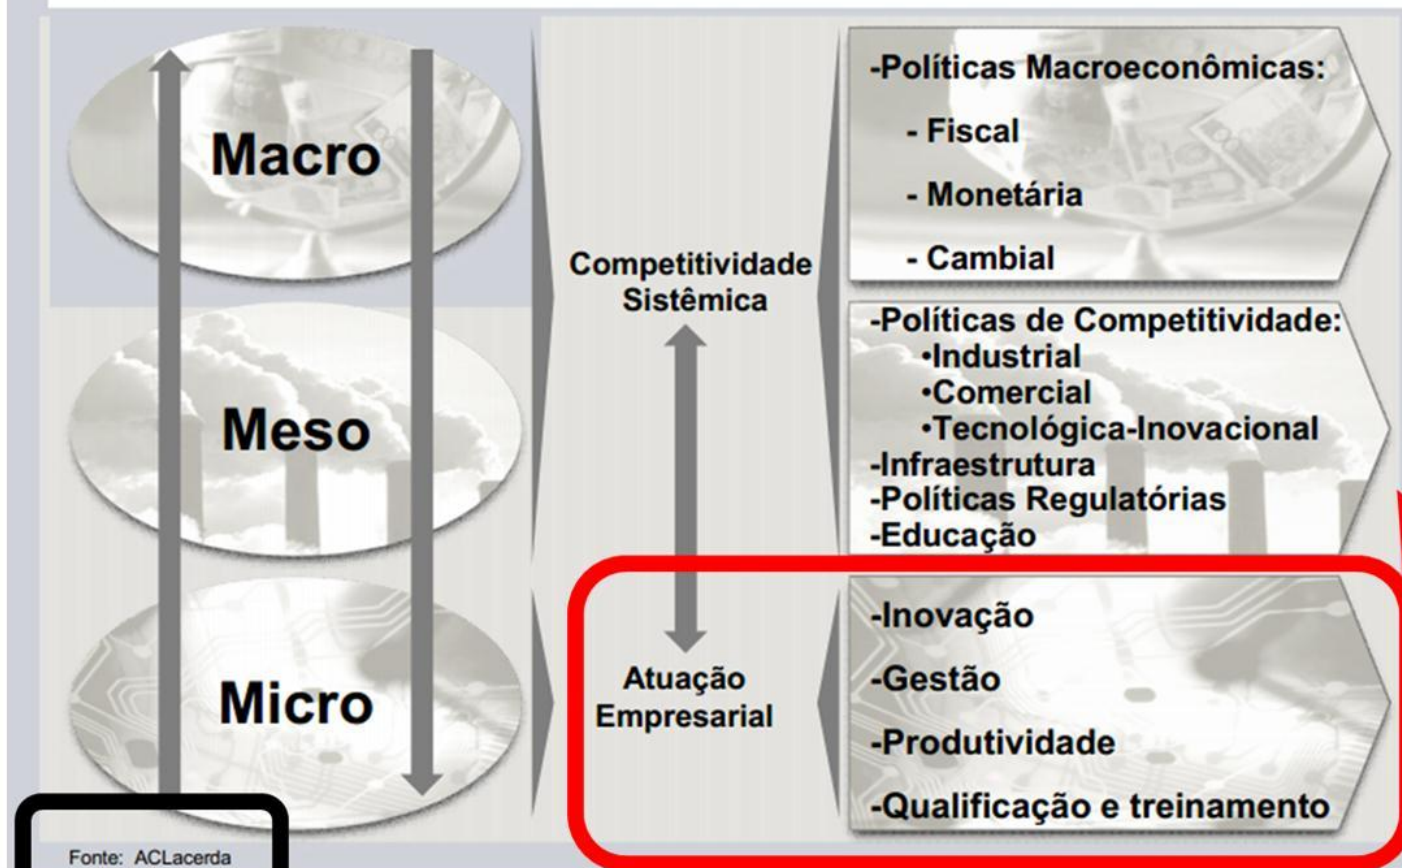 Macro
Meso
Micro
Competitividade
Sistêmica
Atuação
Empresarial
-Políticas Macroeconômicas:
- Fiscal
- Monetária
- Cambial
-Políticas de Competitividade:
•Industrial
•Comercial
•Tecnológica-Inovacional
-Infraestrutura
-Políticas Regulatórias
-Educação
-Inovação
-Gestão
-Produtividade
-Qualificação e treinamento
Fonte: ACLacerda